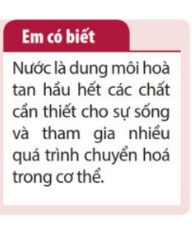 Em có biết
Nước là dung môi hoà
tan hầu hết các chất
cần thiết cho sự sống
và tham gia nhiều
quá trình chuyển hoá
trong cơ thể.